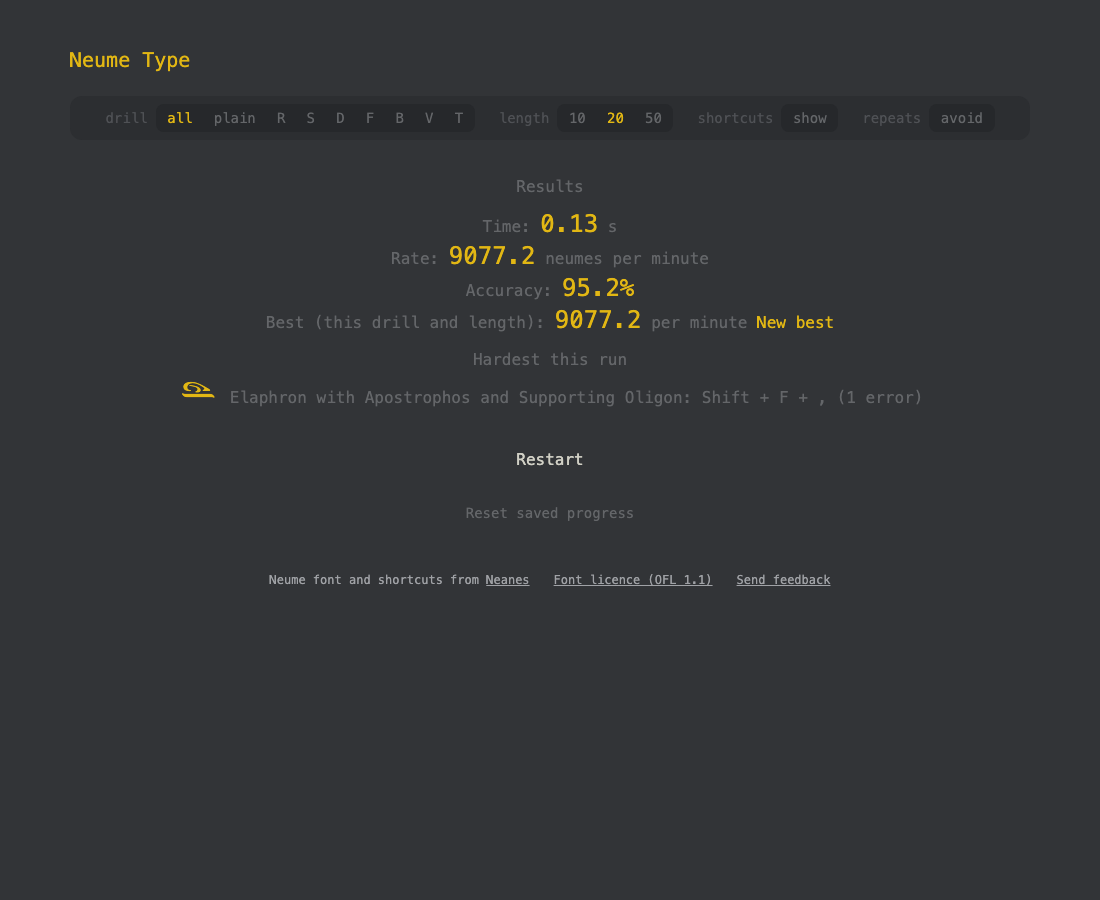 Neume Type
drill all plain R S D F B V T length 10 20 50 shortcuts show repeats avoid
Results
Time: 0.13 s
Rate: 9077.2 neumes per minute
Accuracy: 95.2%
Best (this drill and length): 9077.2 per minute New best
Hardest this run
Elaphron with Apostrophos and Supporting Oligon: Shift + F + , (1 error)
Restart
Reset saved progress
Neume font and shortcuts from Neanes Font licence (OFL 1.1) Send feedback